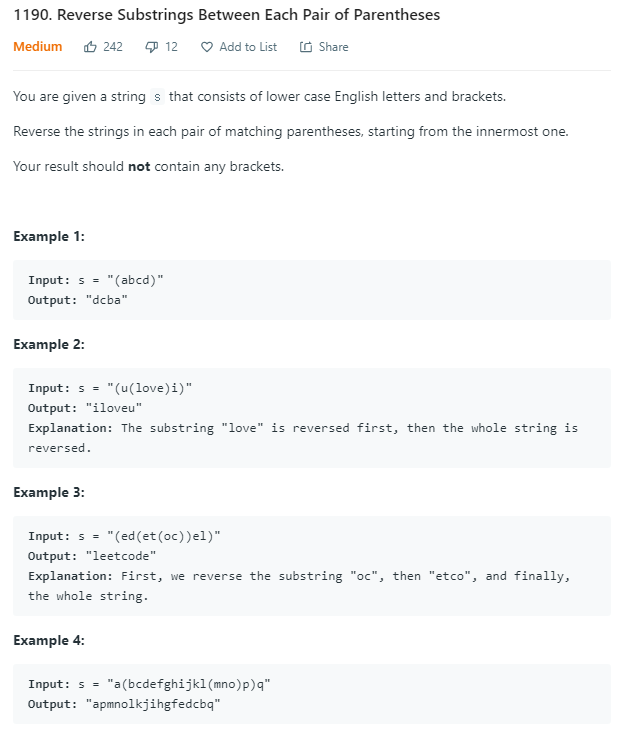 1190. Reverse Substrings Between Each Pair of Parentheses
Medium 242 12 Add to List Share
You are given a string s that consists of lower case English letters and brackets.
Reverse the strings in each pair of matching parentheses, starting from the innermost one.
Your result should not contain any brackets.
Example 1:
Input: s = "(abcd)"
Output: "dcba"
Example 2:
Input: s = "(u(love)i)"
Output: "iloveu"
Explanation: The substring "love" is reversed first, then the whole string is
reversed.
Example 3:
Input: s = "(ed(et(oc))el)"
Output: "leetcode"
Explanation: First, we reverse the substring "oc", then "etco", and finally,
the whole string.
Example 4:
Input: s = "a(bcdefghijkl(mno)p)q"
Output: "apmnolkjihgfedcbq"